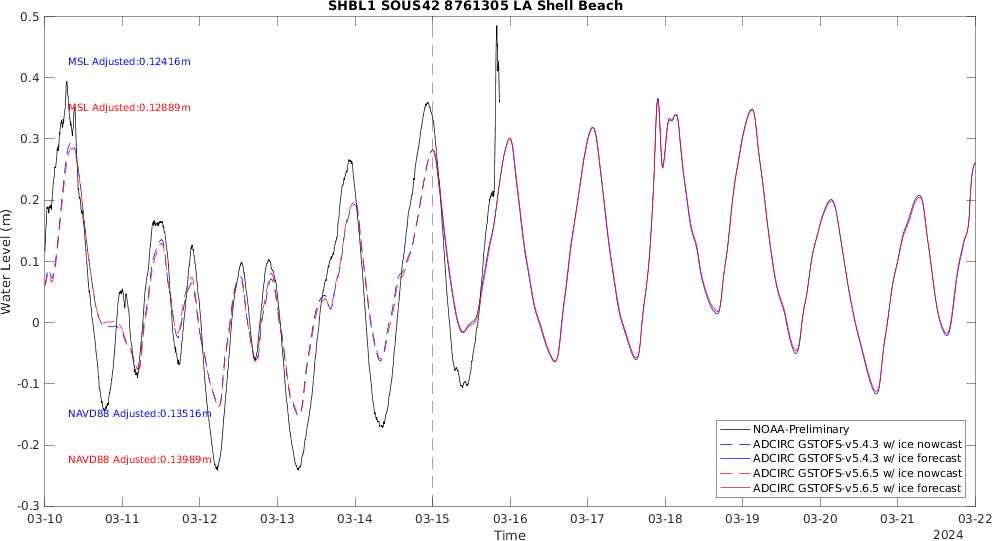 SHBL1 SOUS42 8761305 LA Shell Beach
0.5
0.4
0.3
0.2
0.1
0
-0.1
-0.2
-0.3
Water Level (m)
MSL Adjusted:0.12416m
MSL Adjusted:0.12889m
NAVD88 Adjusted:0.13516m
NAVD88 Adjusted:0.13989m
NOAA-Preliminary
ADCIRC GSTOFS-v5.4.3 w/ ice nowcast
ADCIRC GSTOFS-v5.4.3 w/ ice forecast
ADCIRC GSTOFS-v5.6.5 w/ ice nowcast
ADCIRC GSTOFS-v5.6.5 w/ ice forecast
03-10 03-11 03-12 03-13 03-14 03-15 03-16 03-17 03-18 03-19 03-20 03-21 03-22
Time
2024